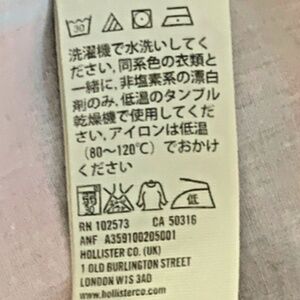 30
洗濯機で水洗いしてく
ださい. 同系色の衣類と
一緒に, 非塩素系の漂白
剤のみ. 低温のタンブル
乾燥機で使用してくださ
い. アイロンは低温
(80～120℃) でおかけ
ください
低
RN 102573 CA 50316
ANF A359100205001
HOLLISTER CO. (UK)
1 OLD BURLINGTON STREET
LONDON W1S 3AD
www.hollisterco.com